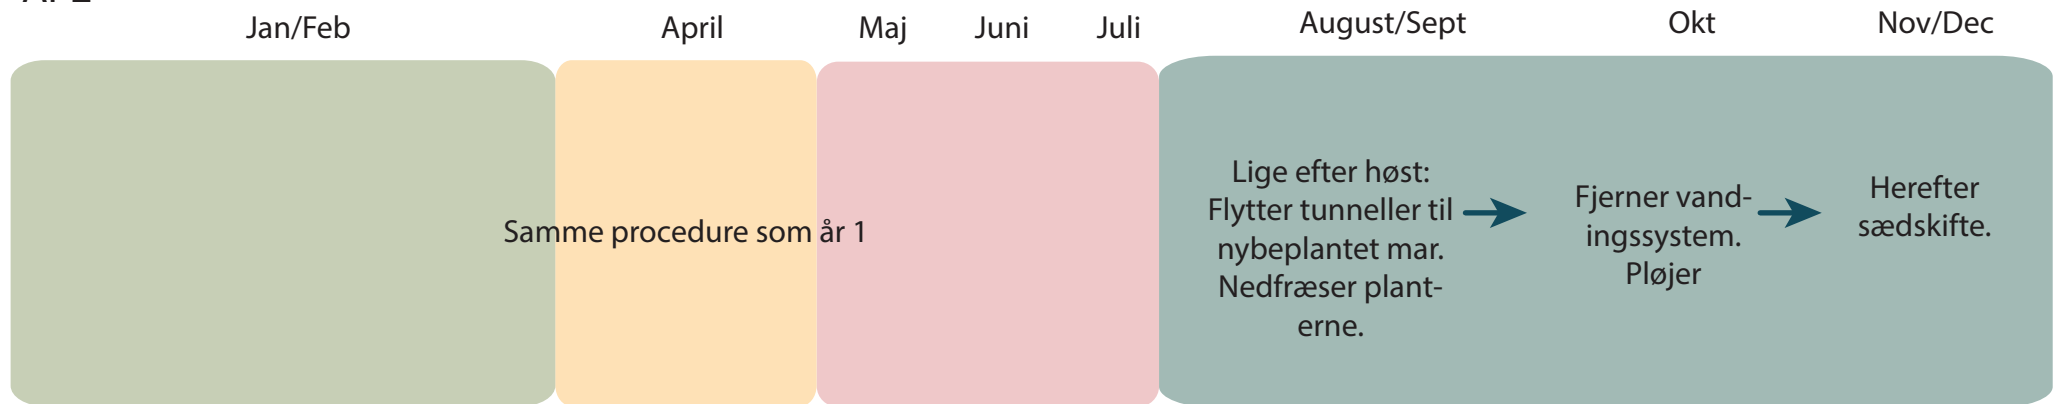 Jan/Feb
April
Maj
Juni
Juli
August/Sept
Okt
Nov/Dec
Samme procedure som år 1
Lige efter høst:
Flytter tunneller til
nybeplantet mar.
Nedfræser plant-
erne.
Fjerner vand-
ingssystem.
Pløjer
Herefter
sædskifte.